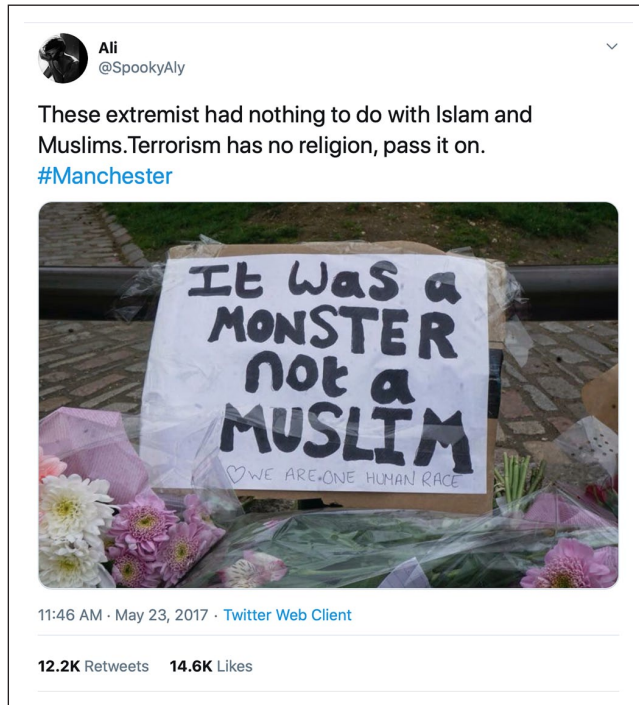 Ali
@SpookyAly
These extremist had nothing to do with Islam and
Muslims.Terrorism has no religion, pass it on.
#Manchester
It was a
MONSTER
not a
MUSLIM
♡WE ARE ONE HUMAN RACE
11:46 AM · May 23, 2017 · Twitter Web Client
12.2K Retweets 14.6K Likes